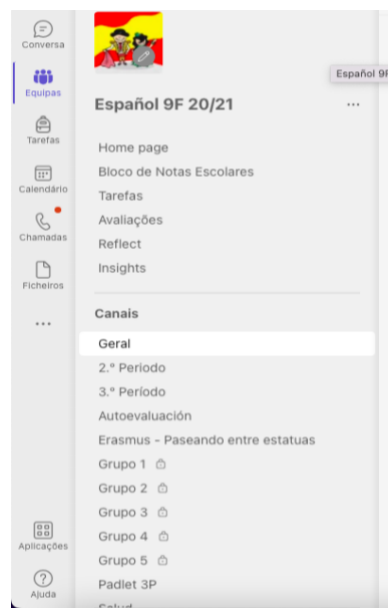 Conversa
Equipas
Tarefas
Calendário
Chamadas
Ficheiros
Aplicações
Ajuda
Español 9F
Español 9F 20/21
Home page
Bloco de Notas Escolares
Tarefas
Avaliações
Reflect
Insights
Canais
Geral
2.º Periodo
3.º Período
Autoevaluación
Erasmus - Paseando entre estatuas
Grupo 1
Grupo 2
Grupo 3
Grupo 4
Grupo 5
Padlet 3P